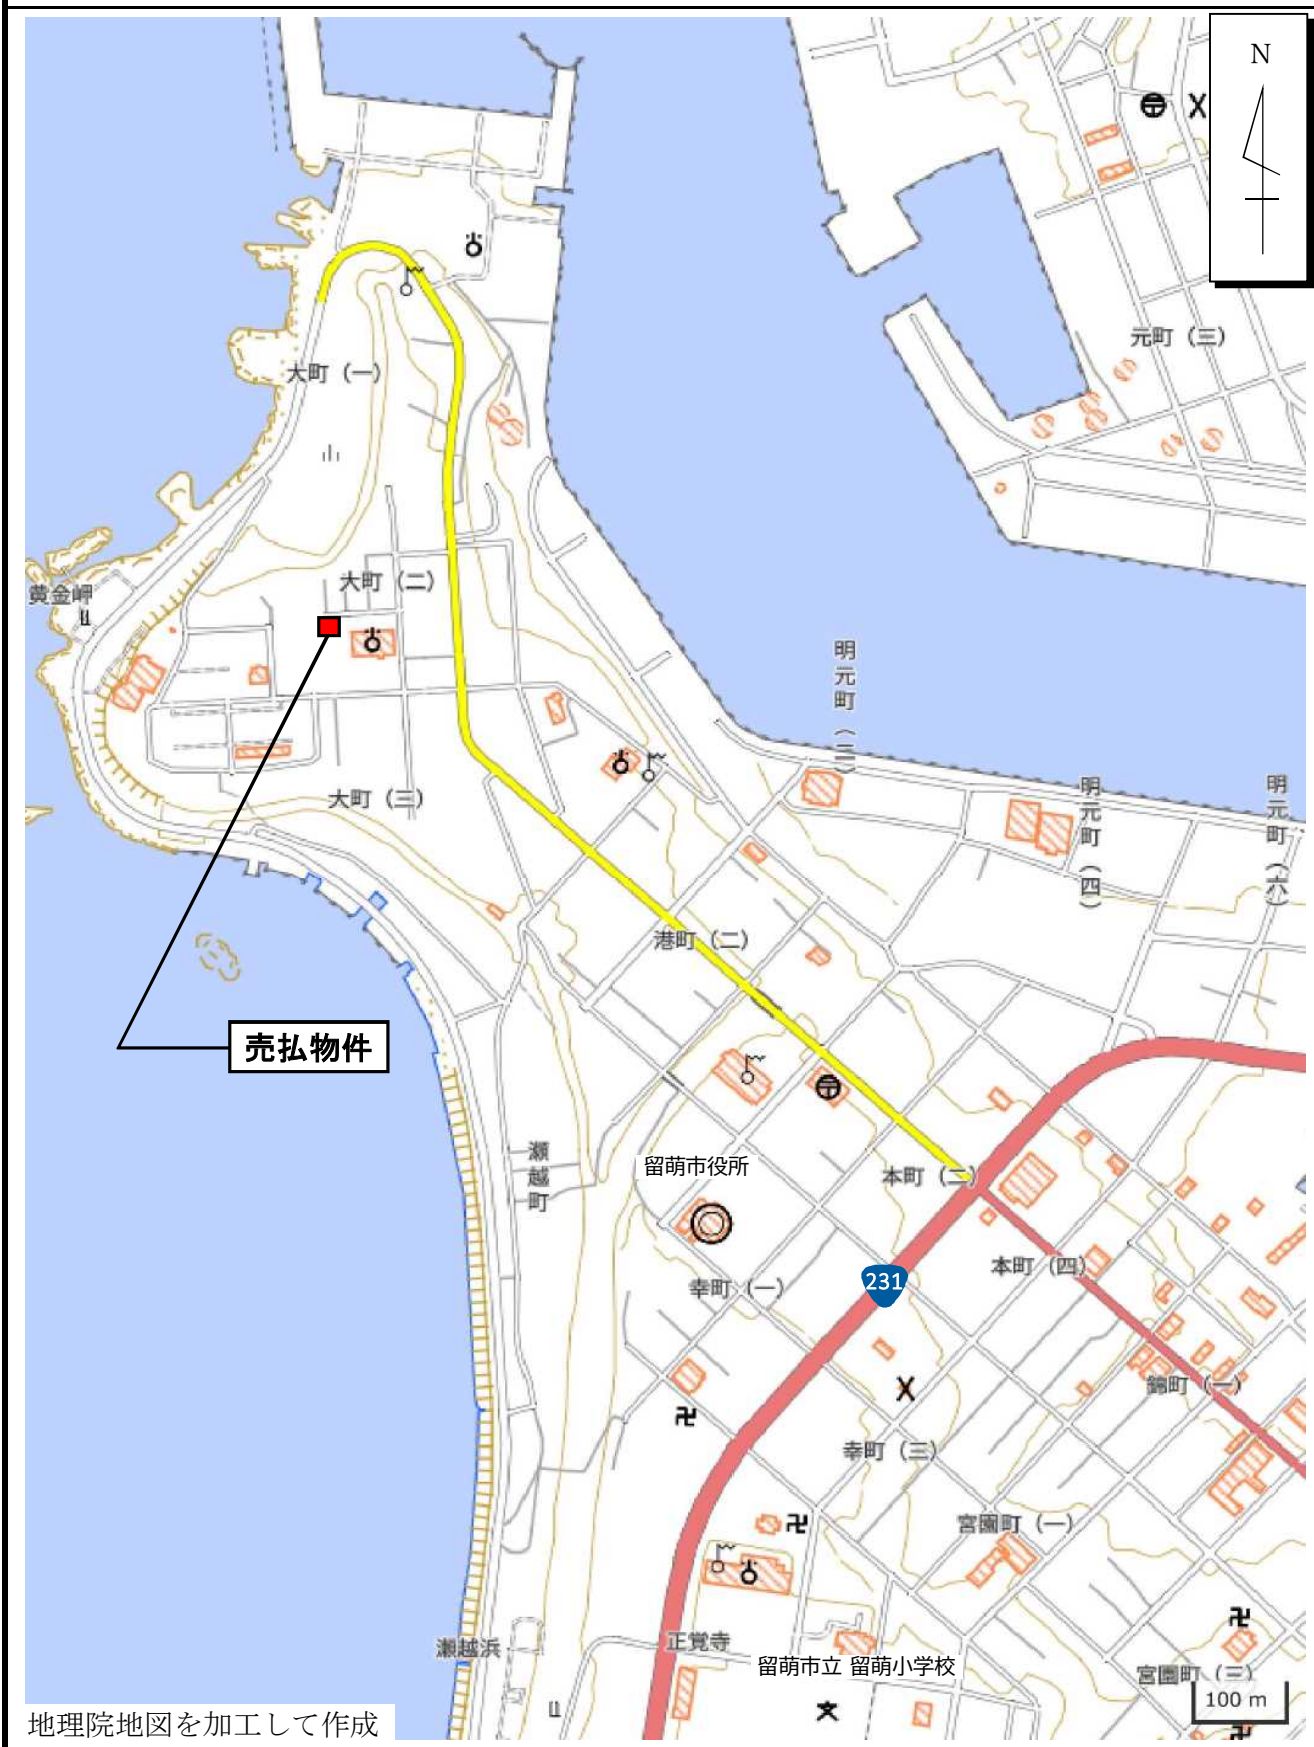 N
元町（三）
大町（一）
大町（二）
黄金岬
明元町（二）
明元町（四）
明元町（六）
大町（三）
港町（二）
売払物件
瀬越町
留萌市役所
本町（二）
本町（四）
231
幸町（一）
錦町（一）
幸町（三）
宮園町（一）
瀬越浜
正覚寺
留萌市立 留萌小学校
宮園町（三）
100 m
地理院地図を加工して作成